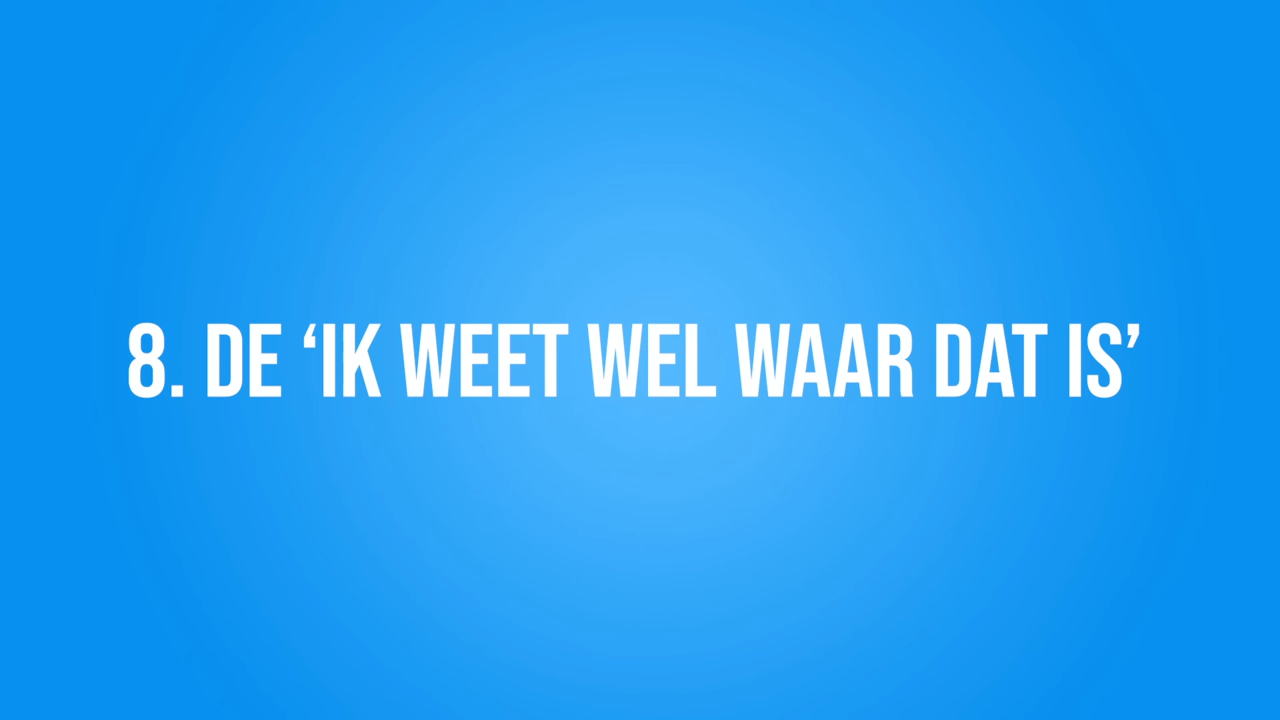 8. DE ‘IK WEET WEL WAAR DAT IS’